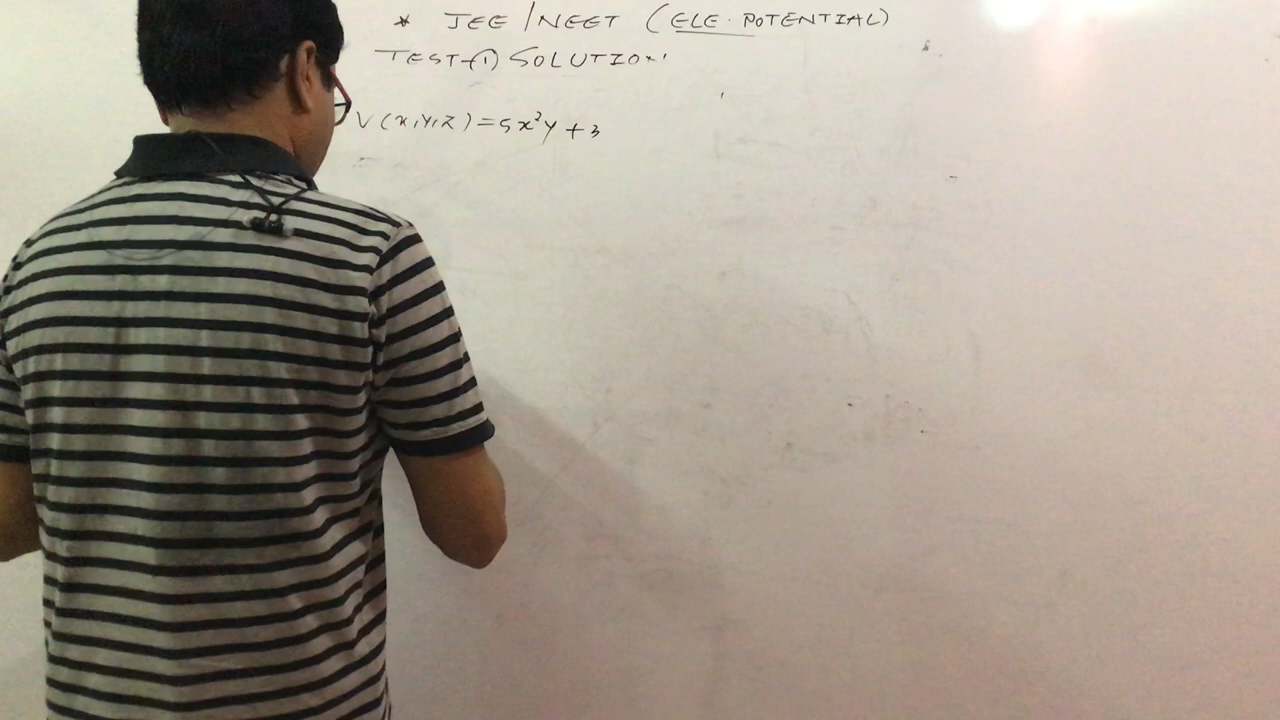 * JEE/NEET (ELE. POTENTIAL)
TEST-(1) SOLUTION
V(x,y,z)=5x²y+3